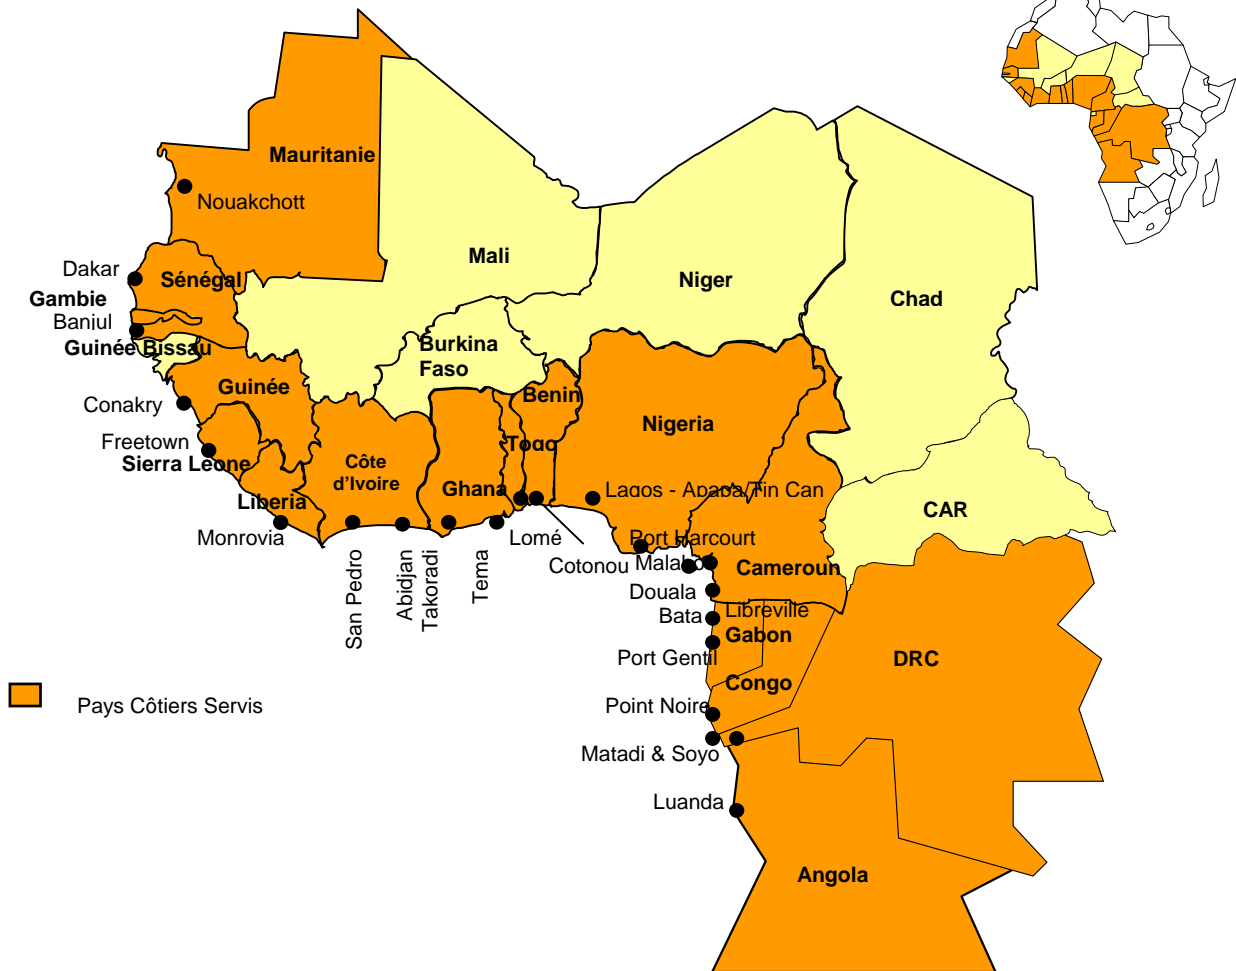 Mauritanie
Nouakchott
Mali
Niger
Chad
Dakar
Sénégal
Gambie
Banjul
Guinée Bissau
Burkina
Faso
Guinée
Benin
Conakry
Nigeria
Freetown
Togo
Sierra Leone
Côte
d'Ivoire
Ghana
Lagos - Apapa/Tin Can
Liberia
CAR
Monrovia
Lomé
Port Harcourt
Cotonou
Malabo
Cameroun
San Pedro
Abidjan
Takoradi
Tema
Douala
Bata
Libreville
Gabon
Port Gentil
DRC
Congo
Point Noire
Pays Côtiers Servis
Matadi & Soyo
Luanda
Angola